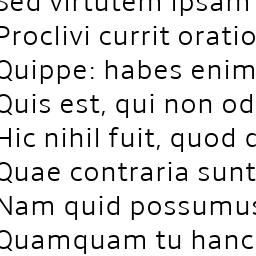 Sed virtutem ipsam
Proclivi currit oratio
Quippe: habes enim
Quis est, qui non od
Hic nihil fuit, quod
Quae contraria sunt
Nam quid possumus
Quamquam tu hanc